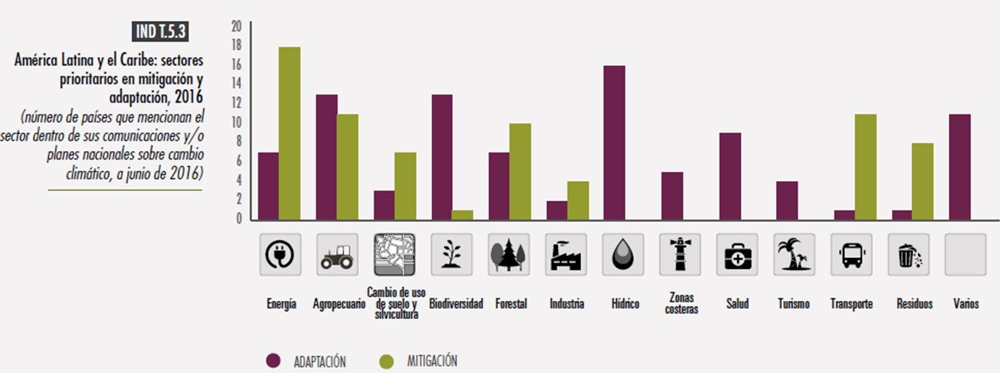 IND T.5.3
América Latina y el Caribe: sectores
prioritarios en mitigación y
adaptación, 2016
(número de países que mencionan el
sector dentro de sus comunicaciones y/o
planes nacionales sobre cambio
climático, a junio de 2016)
20
18
16
14
12
10
8
6
4
2
0
Energía
Agropecuario
Cambio de uso
de suelo y
silvicultura
Biodiversidad
Forestal
Industria
Hídrico
Zonas
costeras
Salud
Turismo
Transporte
Residuos
Varios
ADAPTACIÓN
MITIGACIÓN